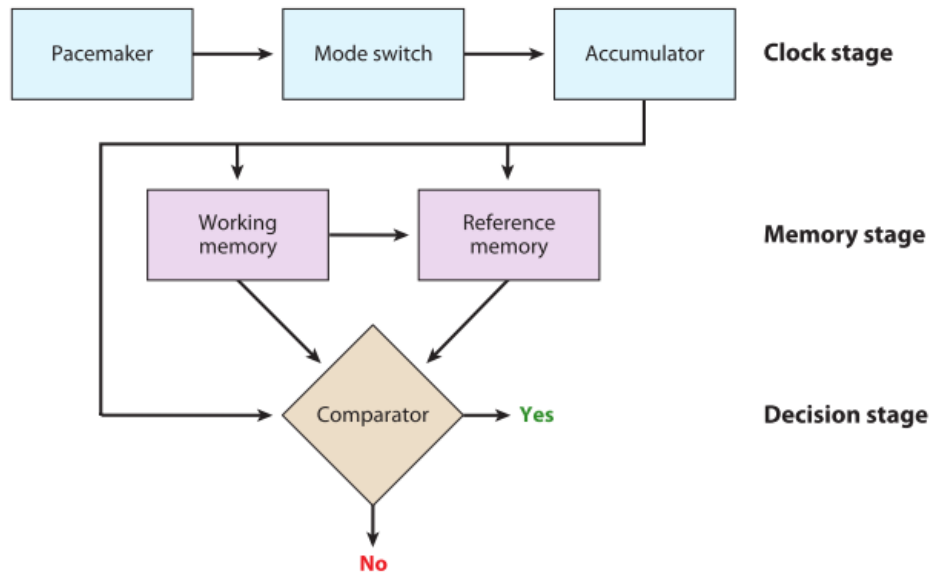 Pacemaker
Mode switch
Accumulator
Clock stage
Working
memory
Reference
memory
Memory stage
Comparator
Yes
Decision stage
No